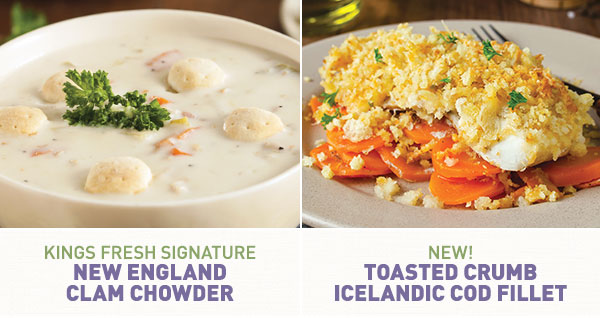 KINGS FRESH SIGNATURE
NEW ENGLAND
CLAM CHOWDER
NEW!
TOASTED CRUMB
ICELANDIC COD FILLET